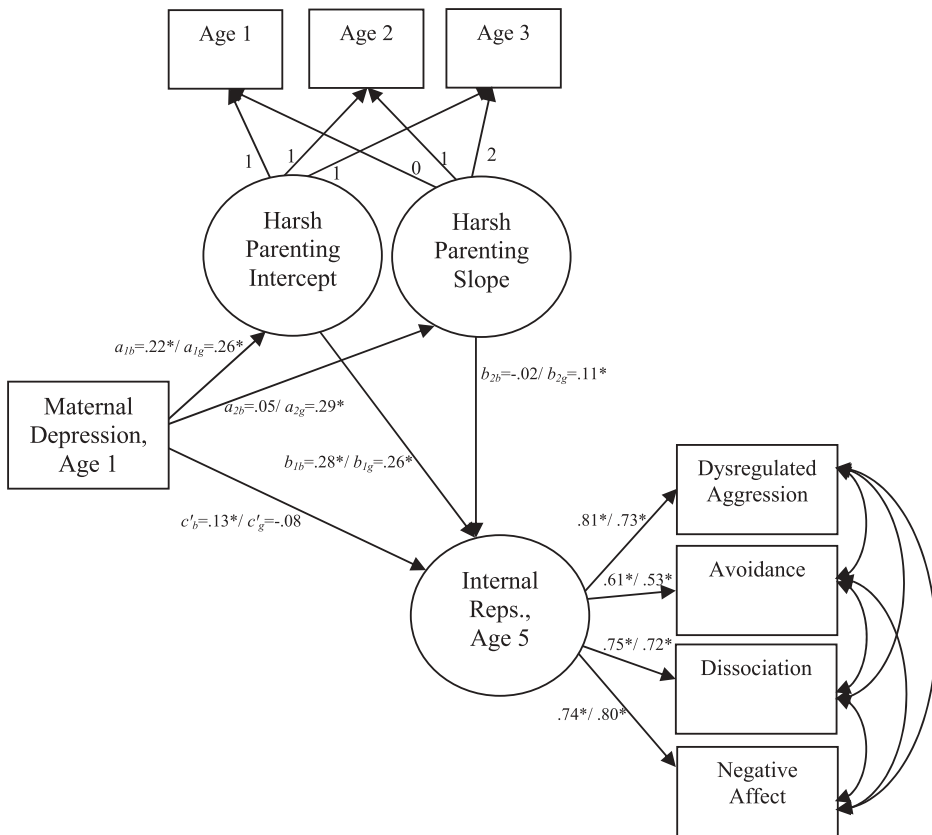 Age 1
Age 2
Age 3
1
1
1
0
1
2
Harsh
Parenting
Intercept
Harsh
Parenting
Slope
a1b=.22*/ a1g=.26*
a2b=.05/ a2g=.29*
b2b=-.02/ b2g=.11*
Maternal
Depression,
Age 1
b1b=.28*/ b1g=.26*
c'b=.13*/ c'g=-.08
Internal
Reps.,
Age 5
.81*/ .73*
.61*/ .53*
.75*/ .72*
.74*/ .80*
Dysregulated
Aggression
Avoidance
Dissociation
Negative
Affect